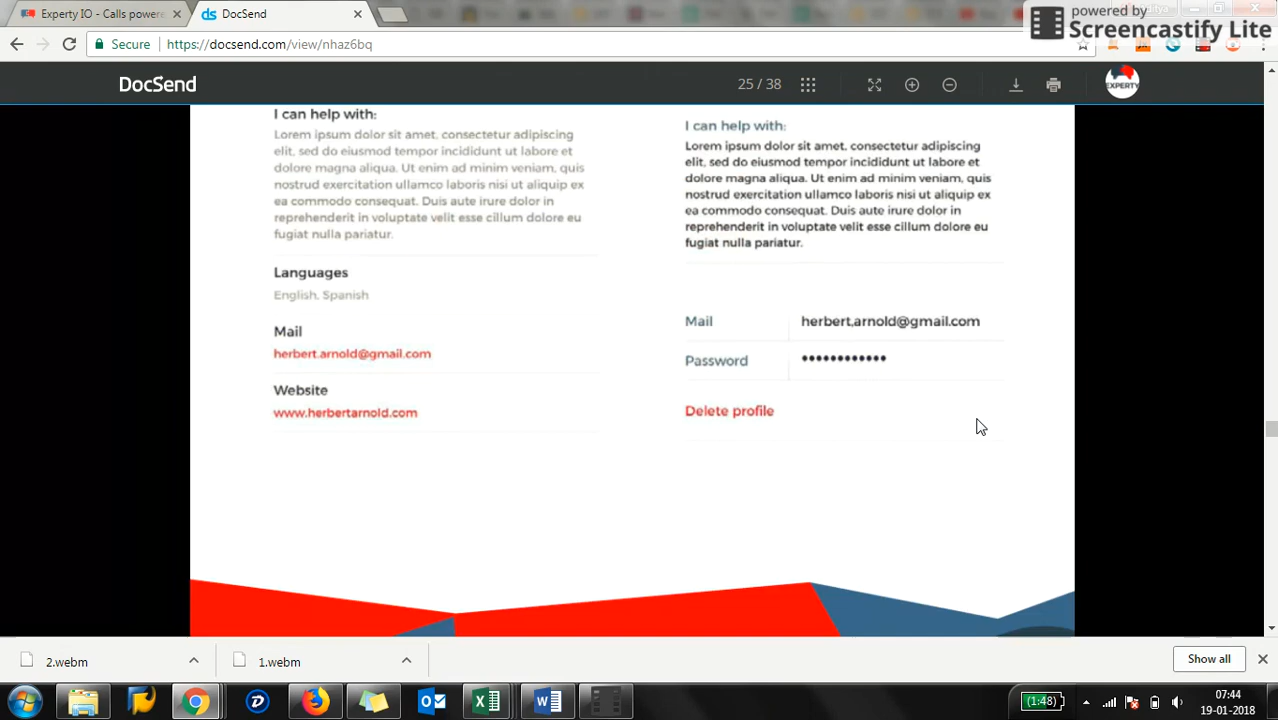 Experty IO - Calls powere
DocSend
powered by
Screencastify Lite
Secure
https://docsend.com/view/nhaz6bq
DocSend
25 / 38
EXPERTY
I can help with:
Lorem ipsum dolor sit amet, consectetur adipiscing
elit, sed do eiusmod tempor incididunt ut labore et
dolore magna aliqua. Ut enim ad minim veniam, quis
nostrud exercitation ullamco laboris nisi ut aliquip ex
ea commodo consequat. Duis aute irure dolor in
reprehenderit in voluptate velit esse cillum dolore eu
fugiat nulla pariatur.
Languages
English, Spanish
Mail
herbert.arnold@gmail.com
Website
www.herbertarnold.com
I can help with:
Lorem ipsum dolor sit amet, consectetur adipiscing
elit, sed do eiusmod tempor incididunt ut labore et
dolore magna aliqua. Ut enim ad minim veniam, quis
nostrud exercitation ullamco laboris nisi ut aliquip ex
ea commodo consequat. Duis aute irure dolor in
reprehenderit in voluptate velit esse cillum dolore eu
fugiat nulla pariatur.
Mail
herbert,arnold@gmail.com
Password
••••••••••••
Delete profile
2.webm
1.webm
Show all
(1:48)
07:44
19-01-2018